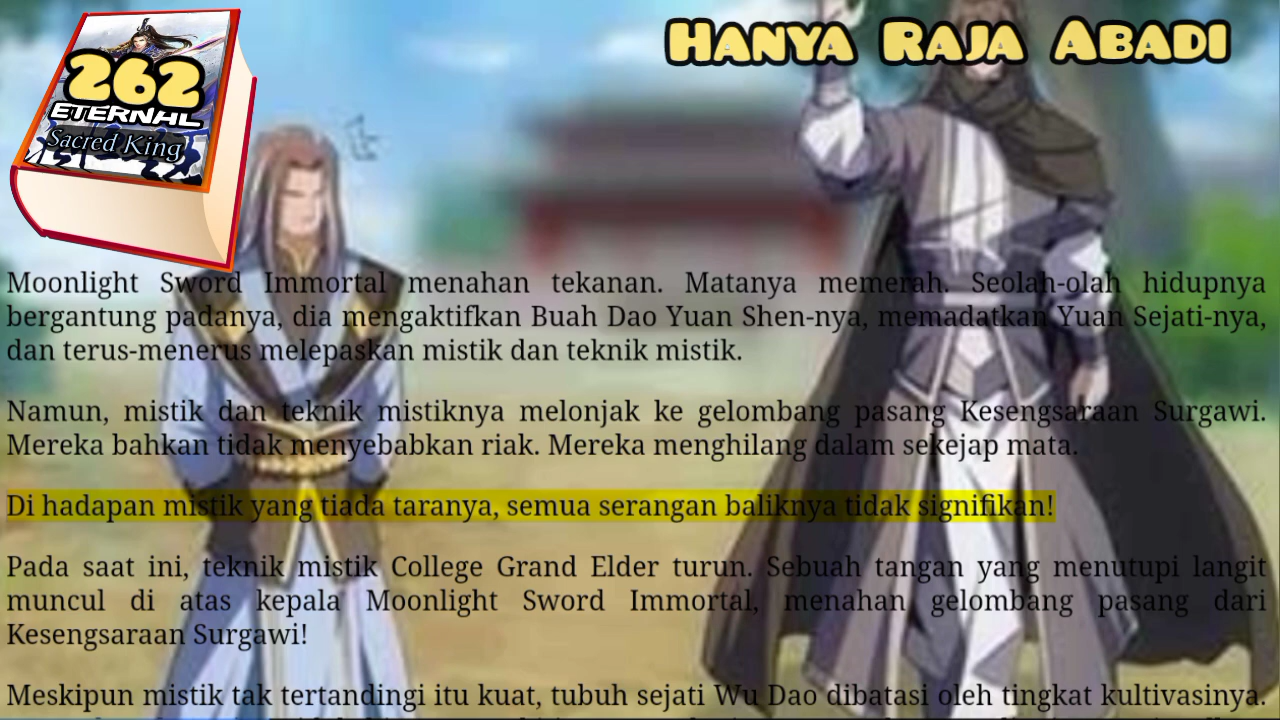 262
ETERNAL
Sacred King
HANYA RAJA ABADI
Moonlight Sword Immortal menahan tekanan. Matanya memerah. Seolah-olah hidupnya
bergantung padanya, dia mengaktifkan Buah Dao Yuan Shen-nya, memadatkan Yuan Sejati-nya,
dan terus-menerus melepaskan mistik dan teknik mistik.
Namun, mistik dan teknik mistiknya melonjak ke gelombang pasang Kesengsaraan Surgawi.
Mereka bahkan tidak menyebabkan riak. Mereka menghilang dalam sekejap mata.
Di hadapan mistik yang tiada taranya, semua serangan baliknya tidak signifikan!
Pada saat ini, teknik mistik College Grand Elder turun. Sebuah tangan yang menutupi langit
muncul di atas kepala Moonlight Sword Immortal, menahan gelombang pasang dari
Kesengsaraan Surgawi!
Meskipun mistik tak tertandingi itu kuat, tubuh sejati Wu Dao dibatasi oleh tingkat kultivasinya.